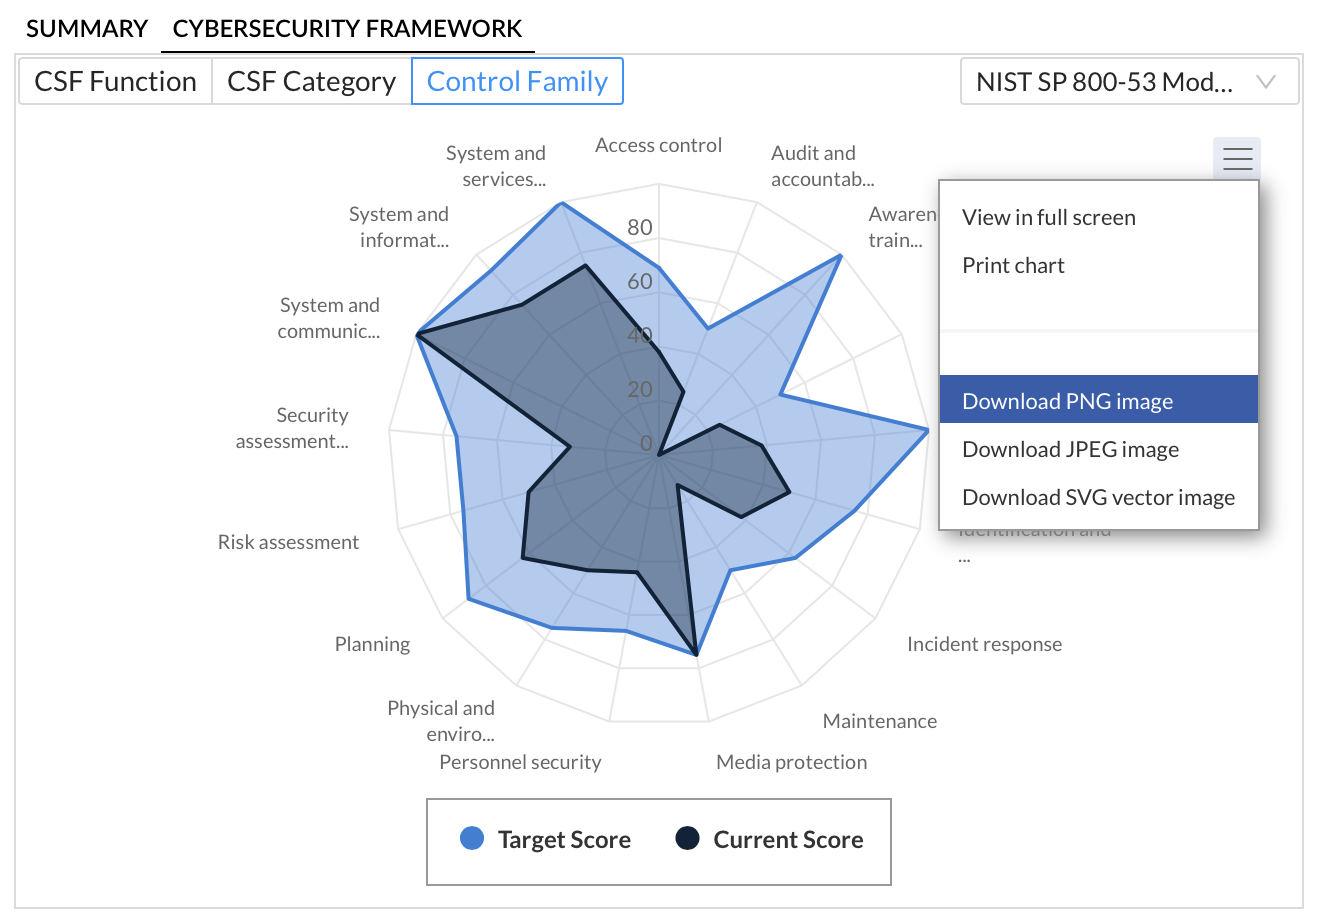 SUMMARY CYBERSECURITY FRAMEWORK
CSF Function CSF Category Control Family
NIST SP 800-53 Mod...
Access control
System and
services...
Audit and
accountab...
System and
informat...
train...
System and
communic...
Security
assessment...
Risk assessment
Planning
Physical and
enviro...
Personnel security
Media protection
Maintenance
Incident response
...
80
60
40
20
0
View in full screen
Print chart
Download PNG image
Download JPEG image
Download SVG vector image
Target Score Current Score